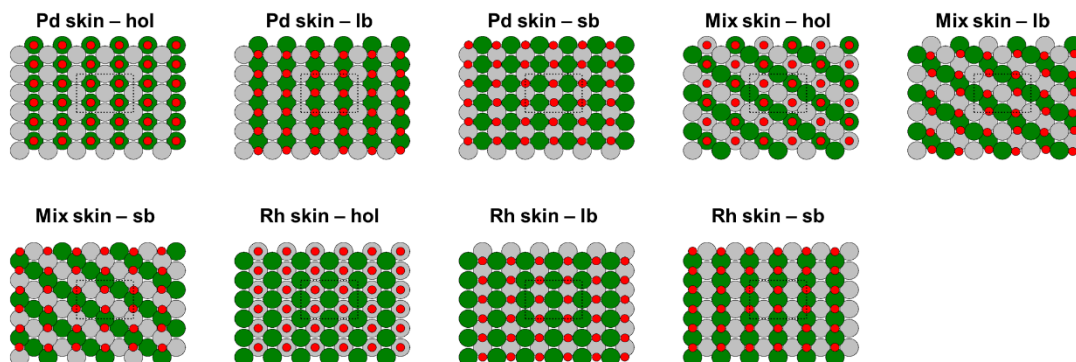 Pd skin – hol
Pd skin – lb
Pd skin – sb
Mix skin – hol
Mix skin – lb
Mix skin – sb
Rh skin – hol
Rh skin – lb
Rh skin – sb